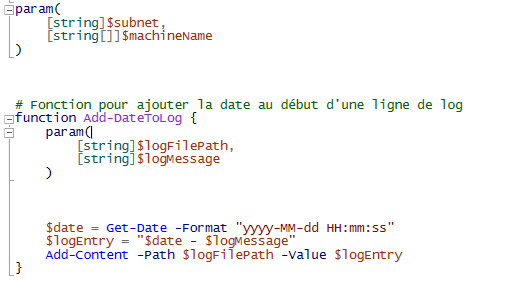 param(
    [string]$subnet,
    [string[]]$machineName
)
# Fonction pour ajouter la date au début d'une ligne de log
function Add-DateToLog {
    param(
        [string]$logFilePath,
        [string]$logMessage
    )
    $date = Get-Date -Format "yyyy-MM-dd HH:mm:ss"
    $logEntry = "$date - $logMessage"
    Add-Content -Path $logFilePath -Value $logEntry
}